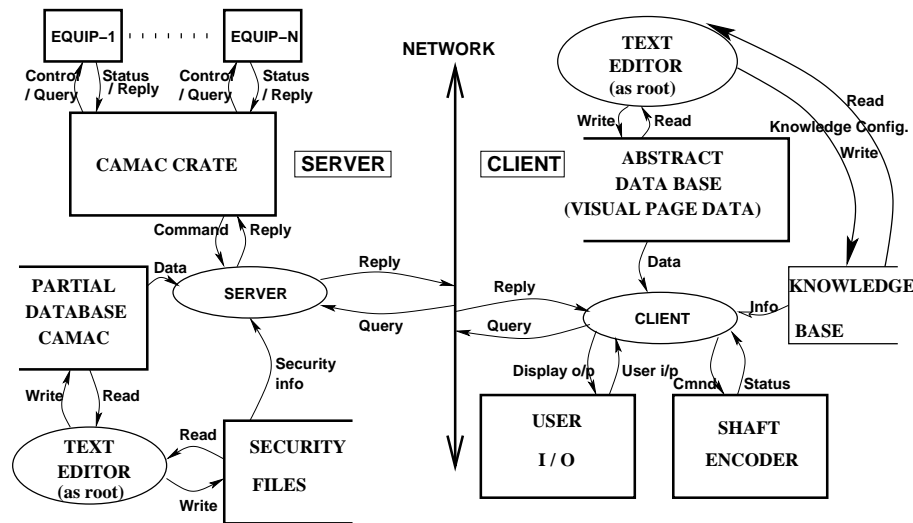 EQUIP–1
EQUIP–N
Control
/ Query
Status
/ Reply
Control
/ Query
Status
/ Reply
CAMAC CRATE
SERVER
Command
Reply
Data
PARTIAL
DATABASE
CAMAC
SERVER
Reply
Query
Security
info
Write
Read
TEXT
EDITOR
(as root)
Read
Write
SECURITY
FILES
NETWORK
CLIENT
TEXT
EDITOR
(as root)
Write
Read
Read
Knowledge Config.
Write
ABSTRACT
DATA BASE
(VISUAL PAGE DATA)
Data
Reply
Query
CLIENT
Info
KNOWLEDGE
BASE
Display o/p
User i/p
Cmnd
Status
USER
I / O
SHAFT
ENCODER